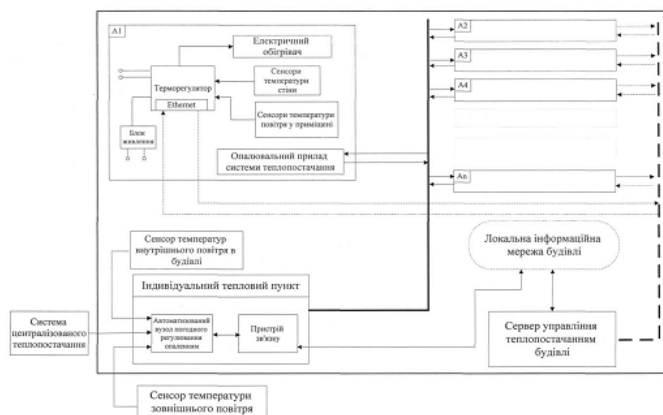 A1
Електричний
обігрівач
Терморегулятор
Ethernet
Сенсори
температури
стіни
Сенсори температури
повітря у приміщені
Блок
живлення
Опалювальний прилад
системи теплопостачання
A2
A3
A4
An
Сенсор температур
внутрішнього повітря в
будівлі
Індивідуальний тепловий пункт
Автоматизований
вузол погодного
регулювання
опаленням
Пристрій
зв'язку
Система
централізованого
теплопостачання
Сенсор температури
зовнішнього повітря
Локальна інформаційна
мережа будівлі
Сервер управління
теплопостачанням
будівлі